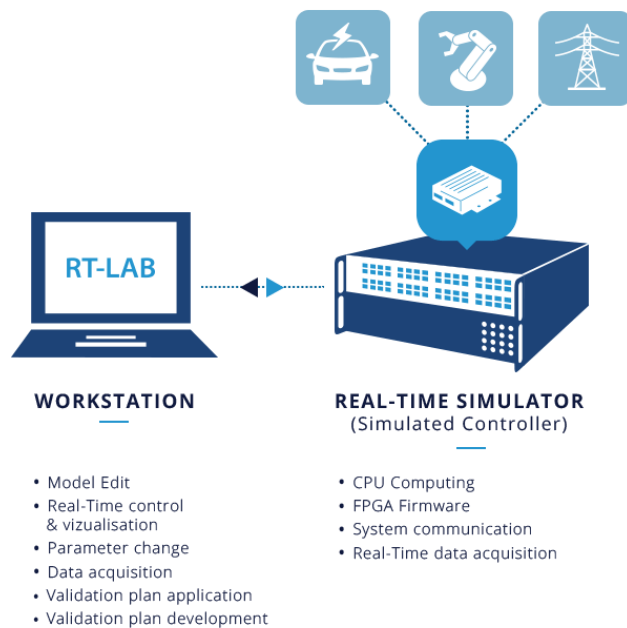 RT-LAB
WORKSTATION
• Model Edit
• Real-Time control
& vizualisation
• Parameter change
• Data acquisition
• Validation plan application
• Validation plan development
REAL-TIME SIMULATOR
(Simulated Controller)
• CPU Computing
• FPGA Firmware
• System communication
• Real-Time data acquisition